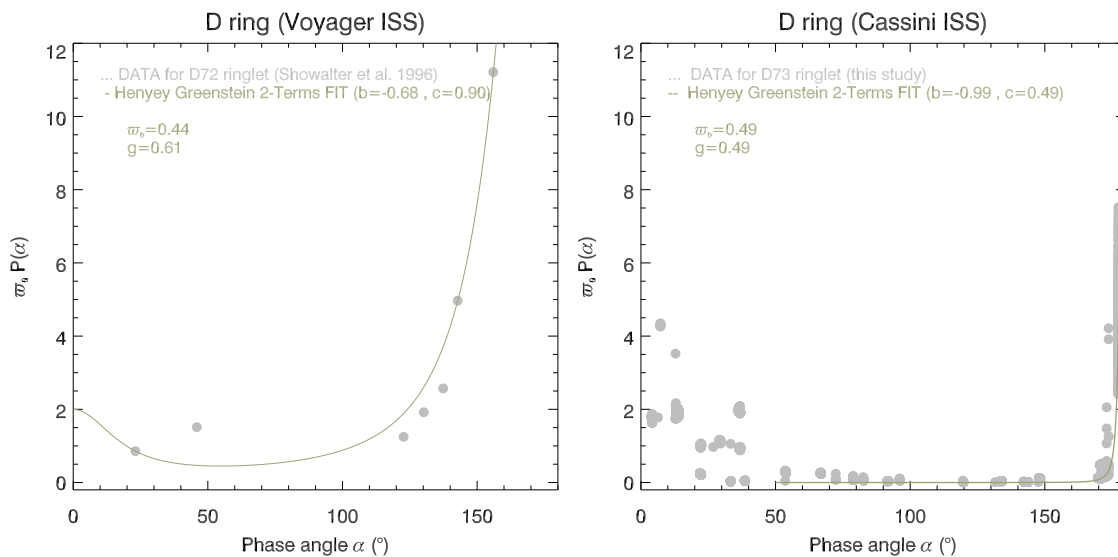 D ring (Voyager ISS)
12
10
8
6
4
2
0
0
50
100
150
ϖ₀ P(α)
Phase angle α (°)
... DATA for D72 ringlet (Showalter et al. 1996)
- Henyey Greenstein 2-Terms FIT (b=-0.68 , c=0.90)
ϖ₀=0.44
g=0.61
D ring (Cassini ISS)
12
10
8
6
4
2
0
0
50
100
150
ϖ₀ P(α)
Phase angle α (°)
... DATA for D73 ringlet (this study)
-- Henyey Greenstein 2-Terms FIT (b=-0.99 , c=0.49)
ϖ₀=0.49
g=0.49